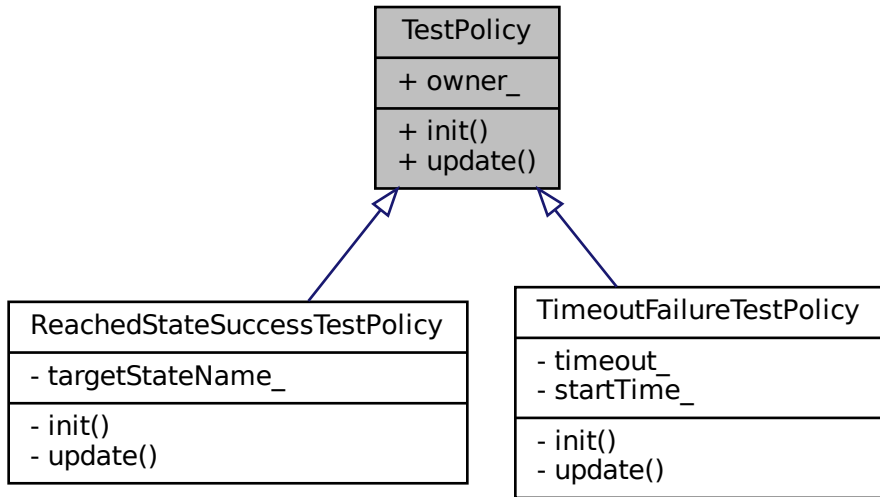 TestPolicy
+ owner_
+ init()
+ update()
ReachedStateSuccessTestPolicy
- targetStateName_
- init()
- update()
TimeoutFailureTestPolicy
- timeout_
- startTime_
- init()
- update()